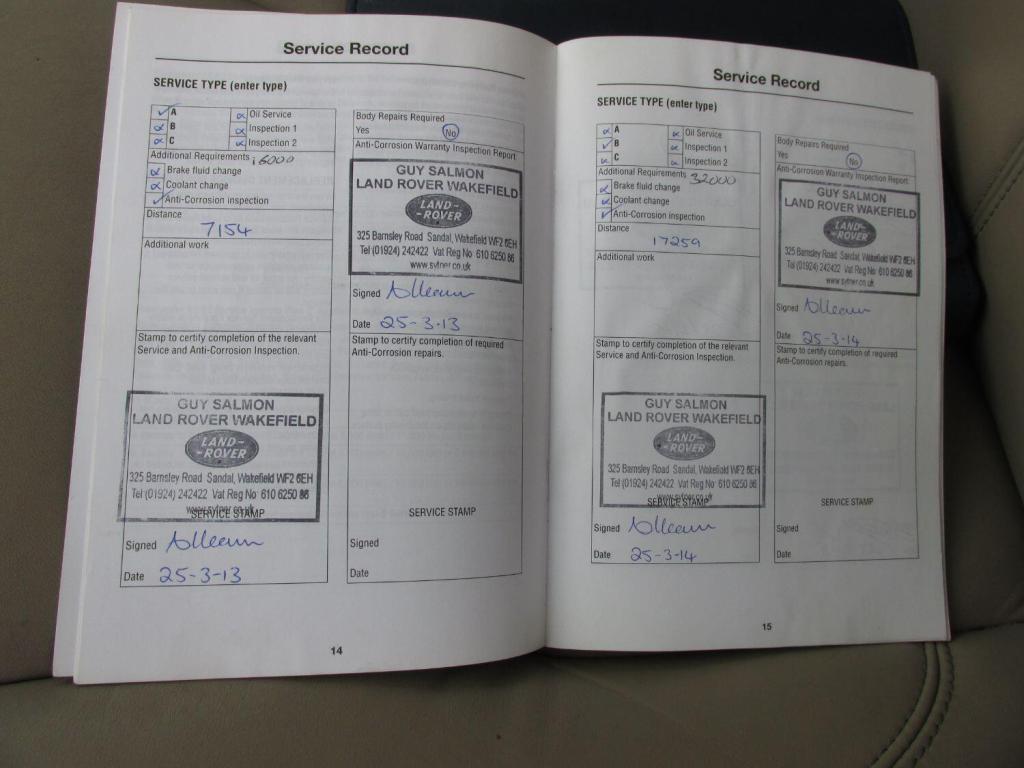 Service Record
SERVICE TYPE (enter type)
A
Oil Service
B
Inspection 1
C
Inspection 2
Additional Requirements 16000
Brake fluid change
Coolant change
Anti-Corrosion inspection
Distance
7154
Additional work
Stamp to certify completion of the relevant
Service and Anti-Corrosion Inspection.
GUY SALMON
LAND ROVER WAKEFIELD
LAND-
-ROVER
325 Barnsley Road Sandal, Wakefield WF2 6EH
Tel (01924) 242422 Vat Reg No 610 6250 86
www.sytner.co.uk
SERVICE STAMP
Signed
Date 25-3-13
Body Repairs Required
Yes No
Anti-Corrosion Warranty Inspection Report
GUY SALMON
LAND ROVER WAKEFIELD
LAND-
-ROVER
325 Barnsley Road Sandal, Wakefield WF2 6EH
Tel (01924) 242422 Vat Reg No 610 6250 86
www.sytner.co.uk
Signed
Date 25-3-13
Stamp to certify completion of required
Anti-Corrosion repairs.
SERVICE STAMP
Signed
Date
14
Service Record
SERVICE TYPE (enter type)
A
Oil Service
B
Inspection 1
C
Inspection 2
Additional Requirements 32000
Brake fluid change
Coolant change
Anti-Corrosion inspection
Distance
17259
Additional work
Stamp to certify completion of the relevant
Service and Anti-Corrosion Inspection.
GUY SALMON
LAND ROVER WAKEFIELD
LAND-
-ROVER
325 Barnsley Road Sandal, Wakefield WF2 6EH
Tel (01924) 242422 Vat Reg No 610 6250 86
www.sytner.co.uk
SERVICE STAMP
Signed
Date 25-3-14
Body Repairs Required
Yes No
Anti-Corrosion Warranty Inspection Report
GUY SALMON
LAND ROVER WAKEFIELD
LAND-
-ROVER
325 Barnsley Road Sandal, Wakefield WF2 6EH
Tel (01924) 242422 Vat Reg No 610 6250 86
www.sytner.co.uk
Signed
Date 25-3-14
Stamp to certify completion of required
Anti-Corrosion repairs.
SERVICE STAMP
Signed
Date
15